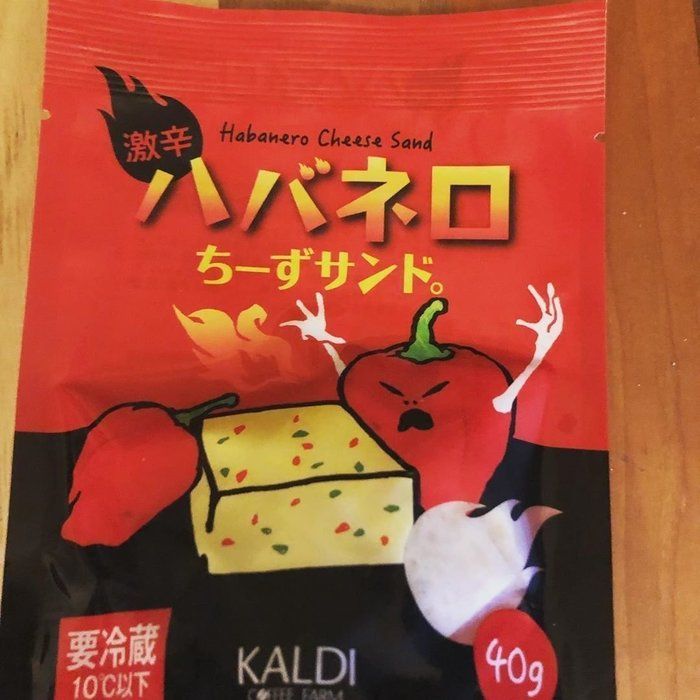 激辛
Habanero Cheese Sand
ハバネロ
ちーずサンド。
要冷蔵
10℃以下
KALDI
COFFEE FARM
40g